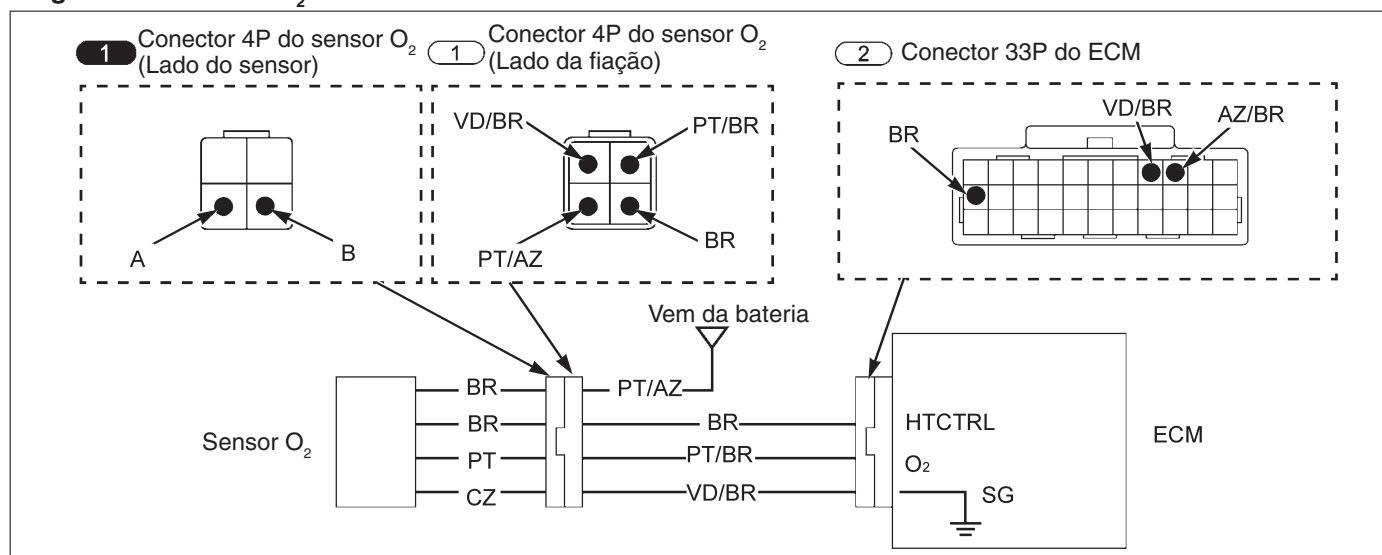 1 Conector 4P do sensor O₂
(Lado do sensor)
1 Conector 4P do sensor O₂
(Lado da fiação)
2 Conector 33P do ECM
A
B
VD/BR
PT/BR
PT/AZ
BR
BR
VD/BR
AZ/BR
Vem da bateria
Sensor O₂
BR
PT/AZ
BR
BR
HTCTRL
PT
PT/BR
O₂
CZ
VD/BR
SG
ECM